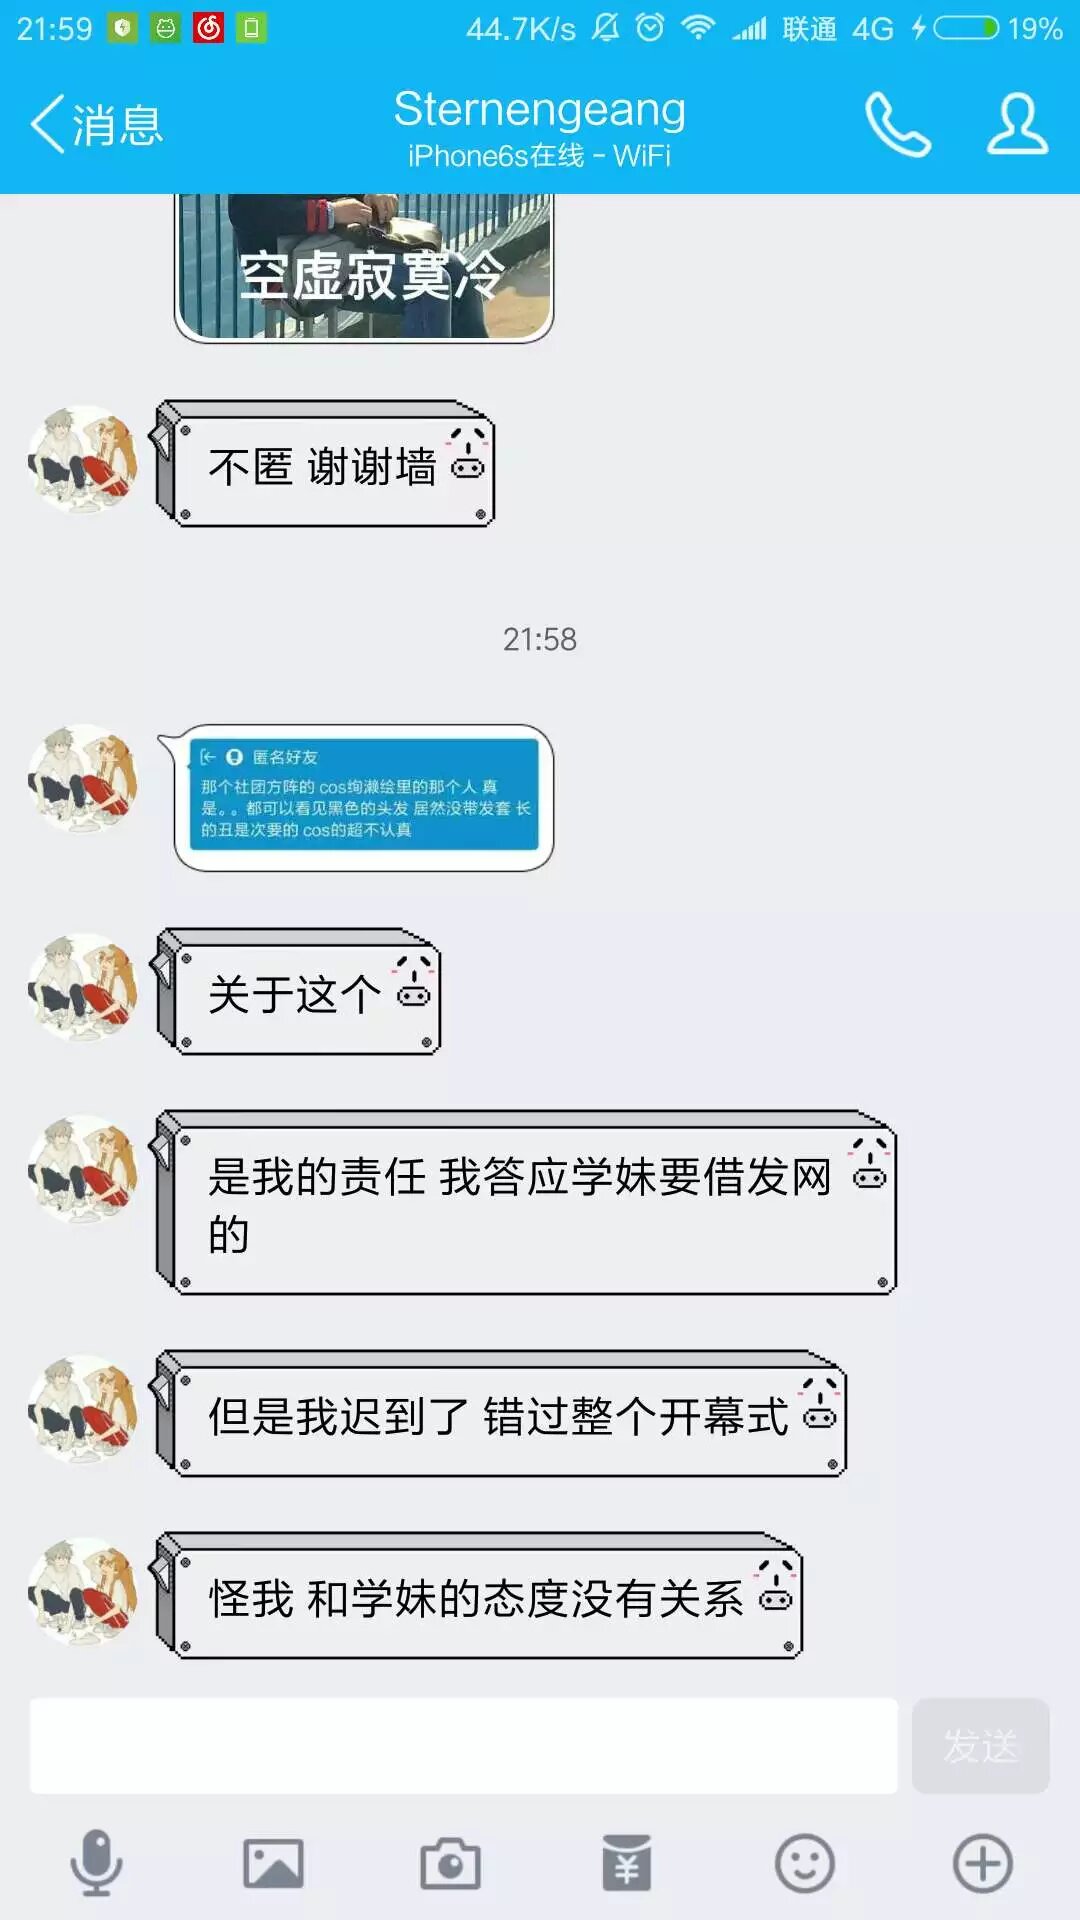 21:59 44.7K/s 联通 4G 19%
消息
Sternengeang
iPhone6s在线 - WiFi
空虚寂寞冷
不匿 谢谢墙
21:58
匿名好友
那个社团方阵的 cos绚濑绘里的那个人 真
是。。都可以看见黑色的头发 居然没带发套 长
的丑是次要的 cos的超不认真
关于这个
是我的责任 我答应学妹要借发网
的
但是我迟到了 错过整个开幕式
怪我 和学妹的态度没有关系
发送